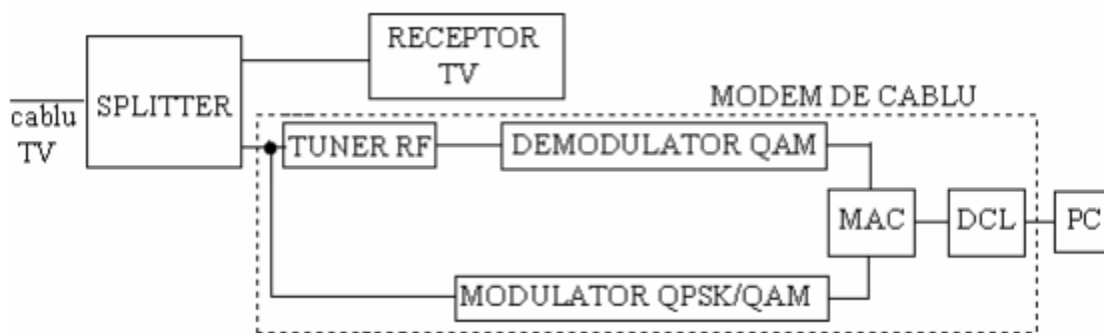 RECEPTOR
TV
SPLITTER
cablu
TV
MODEM DE CABLU
TUNER RF
DEMODULATOR QAM
MAC
DCL
PC
MODULATOR QPSK/QAM